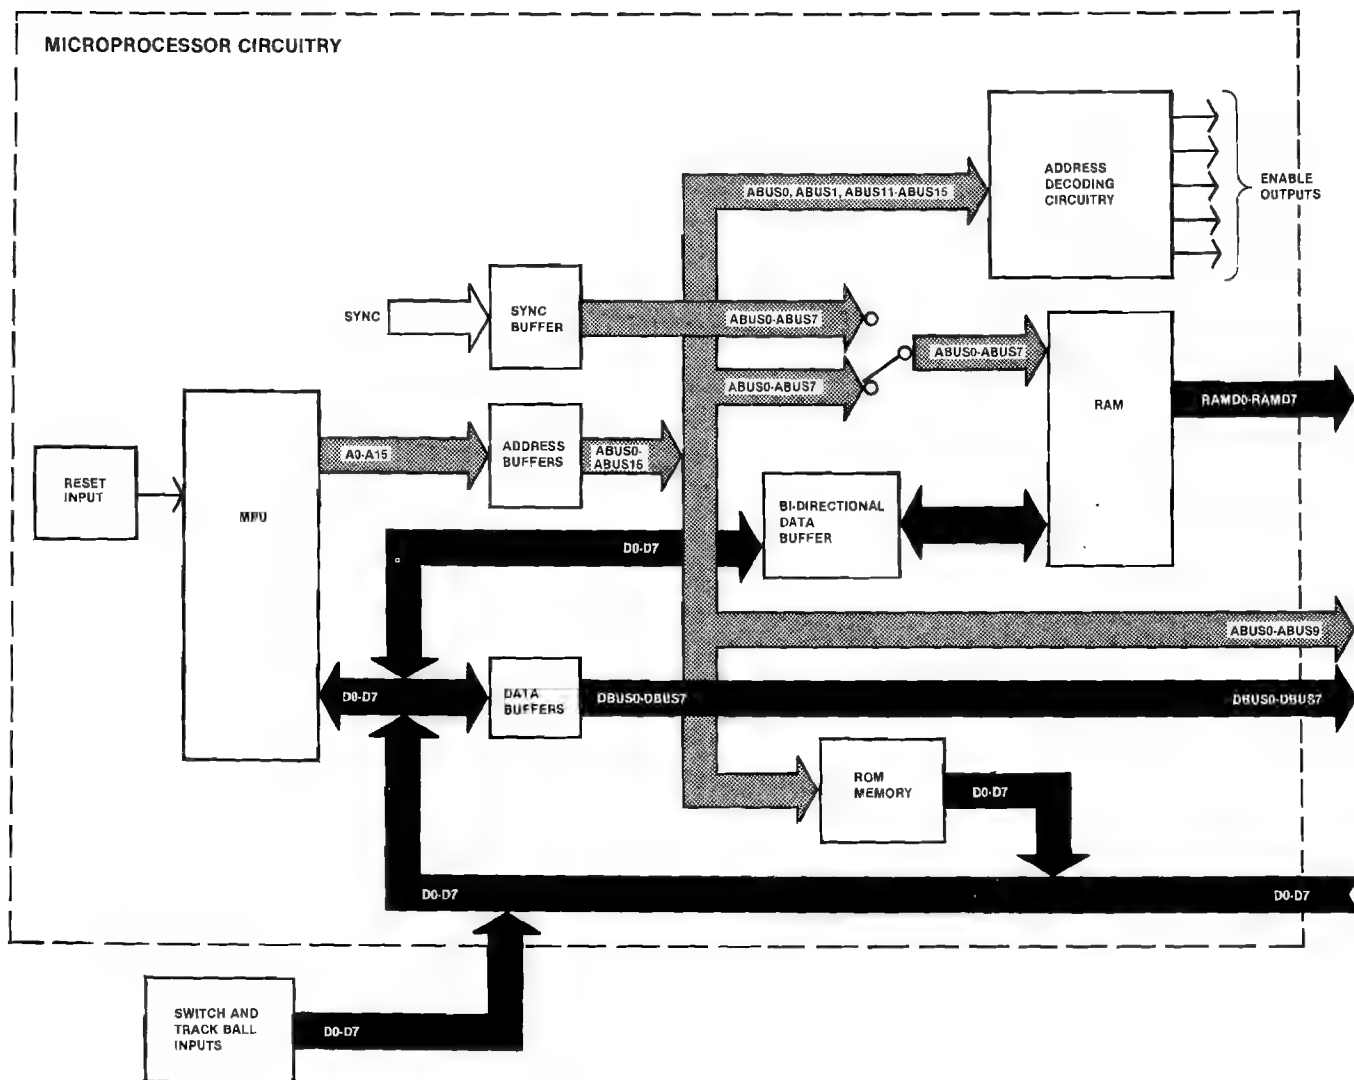 MICROPROCESSOR CIRCUITRY
ABUS0, ABUS1, ABUS11-ABUS15
ADDRESS
DECODING
CIRCUITRY
ENABLE
OUTPUTS
SYNC
SYNC
BUFFER
ABUS0-ABUS7
ABUS0-ABUS7
ABUS0-ABUS7
RAM
RAMD0-RAMD7
RESET
INPUT
MPU
A0-A15
ADDRESS
BUFFERS
ABUS0-
ABUS15
D0-D7
BI-DIRECTIONAL
DATA
BUFFER
ABUS0-ABUS9
D0-D7
DATA
BUFFERS
DBUS0-DBUS7
DBUS0-DBUS7
ROM
MEMORY
D0-D7
D0-D7
D0-D7
SWITCH AND
TRACK BALL
INPUTS
D0-D7